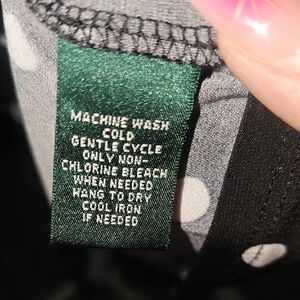 MACHINE WASH
COLD
GENTLE CYCLE
ONLY NON-
CHLORINE BLEACH
WHEN NEEDED
HANG TO DRY
COOL IRON
IF NEEDED